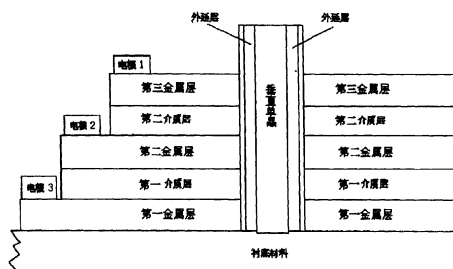 外延层 外延层
电极 1
第三金属层 垂直单晶 第三金属层
第二介质层 第二介质层
电极 2
第二金属层 第二金属层
第一介质层 第一介质层
电极 3
第一金属层 第一金属层
衬底材料